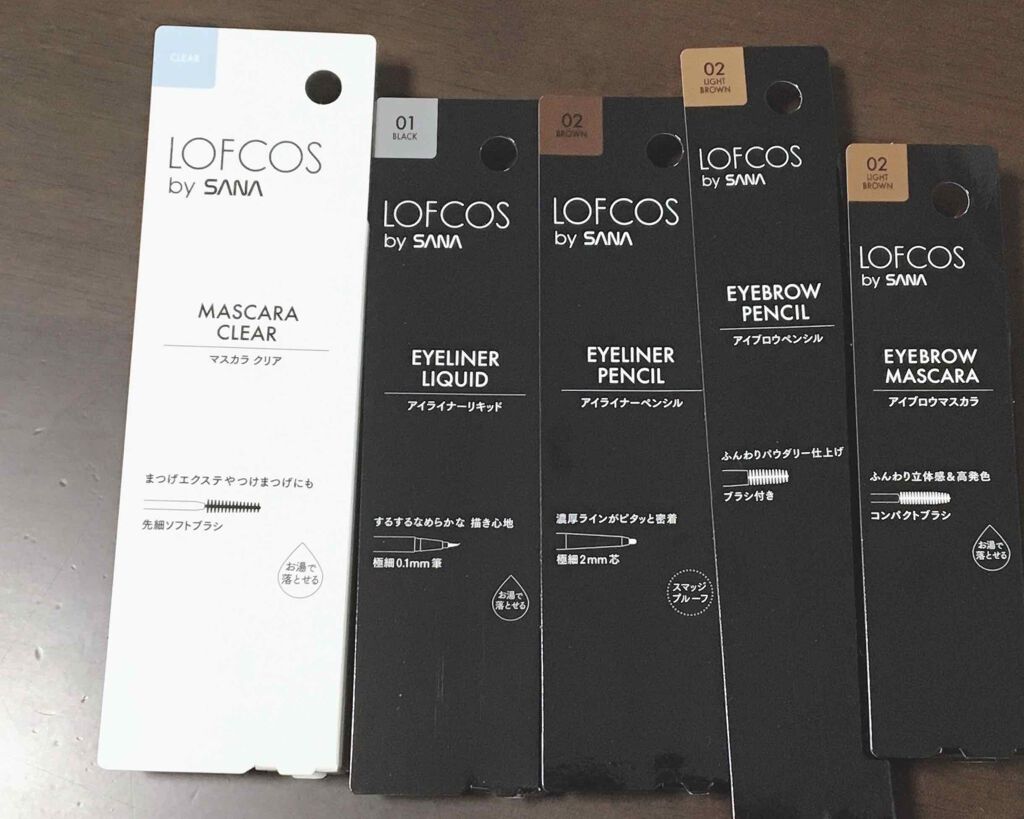 CLEAR
LOFCOS
by SANA
MASCARA
CLEAR
マスカラ クリア
まつげエクステやつけまつげにも
先細ソフトブラシ
お湯で
落とせる
01
BLACK
LOFCOS
by SANA
EYELINER
LIQUID
アイライナーリキッド
するするなめらかな 描き心地
極細0.1mm筆
お湯で
落とせる
02
BROWN
LOFCOS
by SANA
EYELINER
PENCIL
アイライナーペンシル
濃厚ラインがピタッと密着
極細2mm芯
スマッジ
プルーフ
02
LIGHT
BROWN
LOFCOS
by SANA
EYEBROW
PENCIL
アイブロウペンシル
ふんわりパウダリー仕上げ
ブラシ付き
02
LIGHT
BROWN
LOFCOS
by SANA
EYEBROW
MASCARA
アイブロウマスカラ
ふんわり立体感&高発色
コンパクトブラシ
お湯で
落とせる